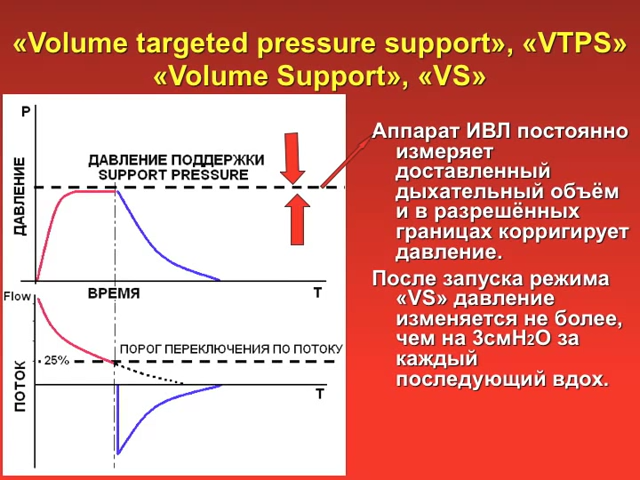 «Volume targeted pressure support», «VTPS»
«Volume Support», «VS»
P
ДАВЛЕНИЕ ПОДДЕРЖКИ
SUPPORT PRESSURE
ДАВЛЕНИЕ
ВРЕМЯ
T
Flow
ПОРОГ ПЕРЕКЛЮЧЕНИЯ ПО ПОТОКУ
25%
ПОТОК
T
Аппарат ИВЛ постоянно
измеряет
доставленный
дыхательный объём
и в разрешённых
границах корригирует
давление.
После запуска режима
«VS» давление
изменяется не более,
чем на 3смH2O за
каждый
последующий вдох.